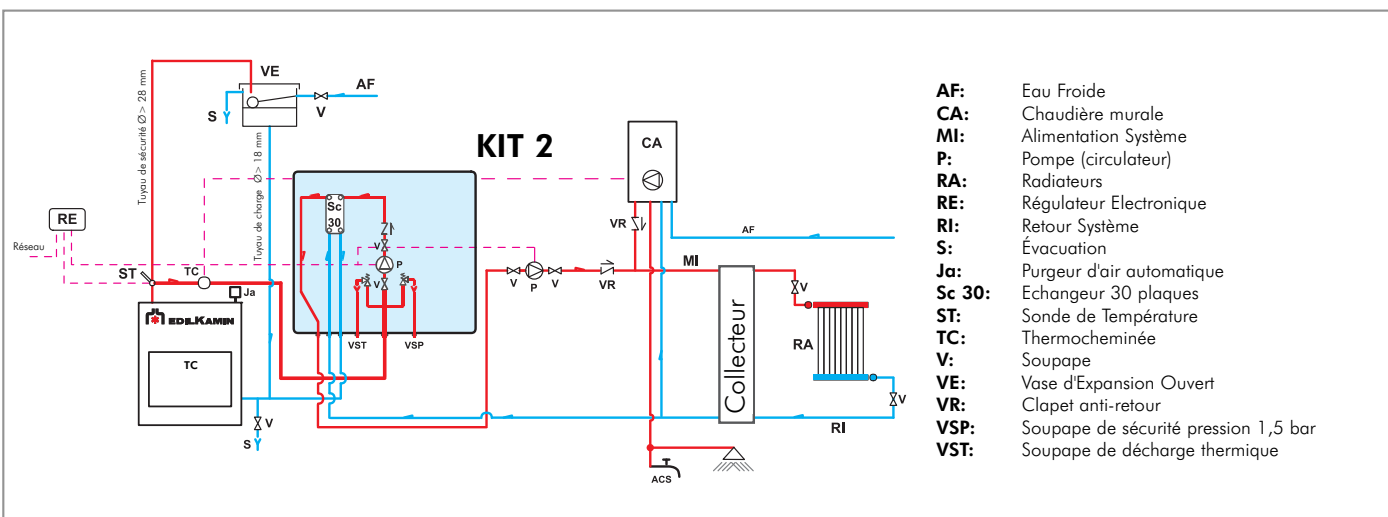 VE
AF
S
V
Tuyau de sécurité Ø > 28 mm
Tuyau de charge Ø > 18 mm
KIT 2
CA
Sc
30
VR
AF
RE
Réseau
V
P
V
ST
TC
Ja
MI
V
P
V
VR
V
EDILKAMIN
TC
VST
VSP
RA
Collecteur
V
S
V
RI
ACS
AF: Eau Froide
CA: Chaudière murale
MI: Alimentation Système
P: Pompe (circulateur)
RA: Radiateurs
RE: Régulateur Electronique
RI: Retour Système
S: Évacuation
Ja: Purgeur d'air automatique
Sc 30: Echangeur 30 plaques
ST: Sonde de Température
TC: Thermocheminée
V: Soupape
VE: Vase d'Expansion Ouvert
VR: Clapet anti-retour
VSP: Soupape de sécurité pression 1,5 bar
VST: Soupape de décharge thermique